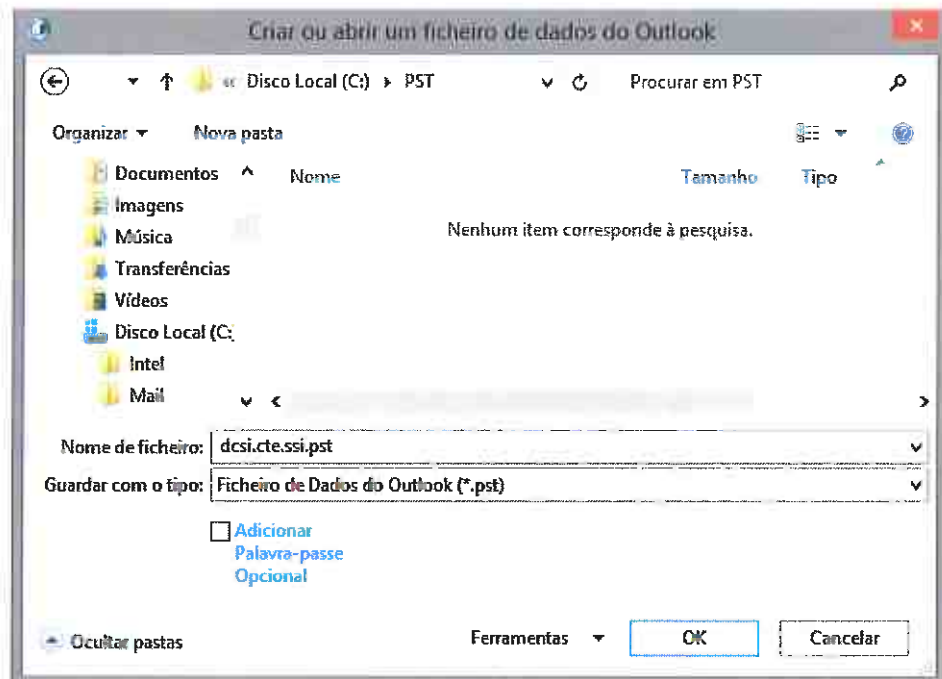 Criar ou abrir um ficheiro de dados do Outlook
Disco Local (C:) PST Procurar em PST
Organizar Nova pasta
Documentos
Imagens
Música
Transferências
Vídeos
Disco Local (C:
Intel
Mail
Nome Tamanho Tipo
Nenhum item corresponde à pesquisa.
Nome de ficheiro: dcsi.cte.ssi.pst
Guardar com o tipo: Ficheiro de Dados do Outlook (*.pst)
Adicionar
Palavra-passe
Opcional
Ocultar pastas Ferramentas OK Cancelar